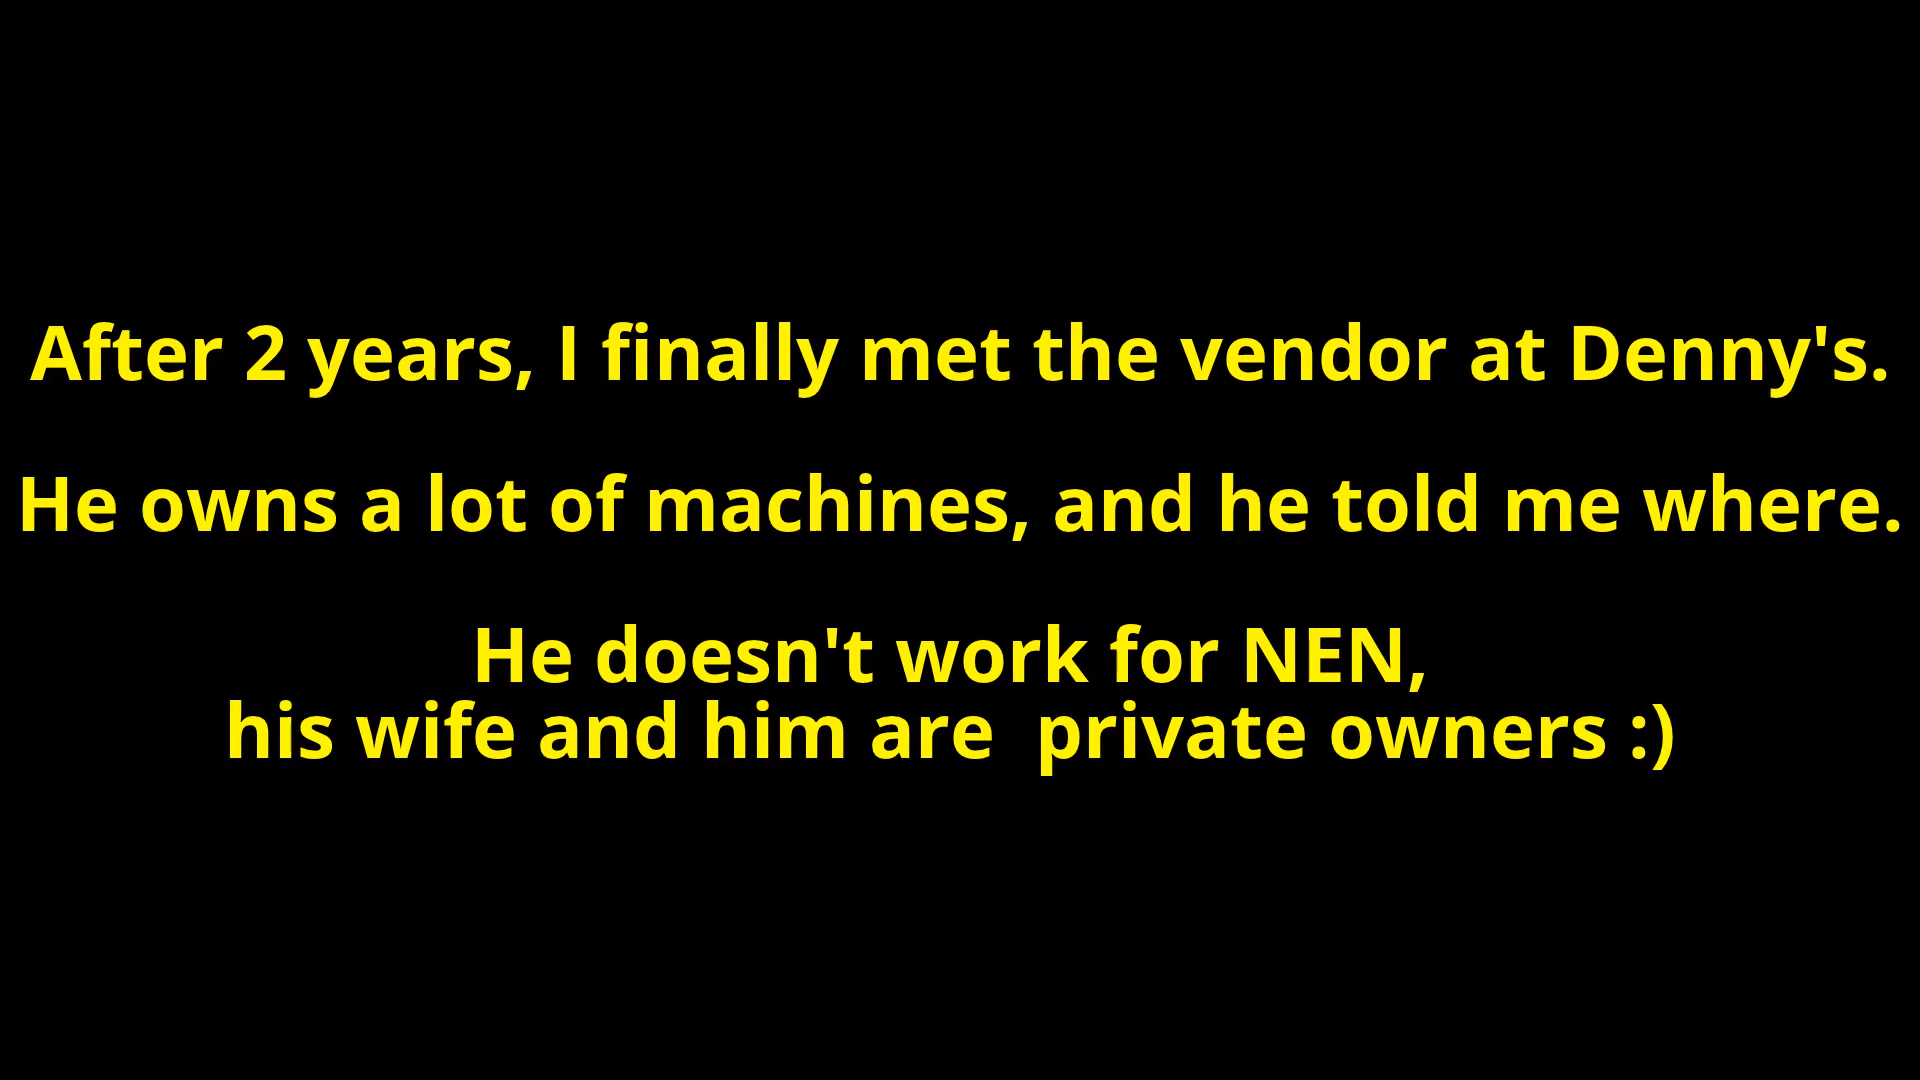 After 2 years, I finally met the vendor at Denny's.
He owns a lot of machines, and he told me where.
He doesn't work for NEN,
his wife and him are  private owners :)